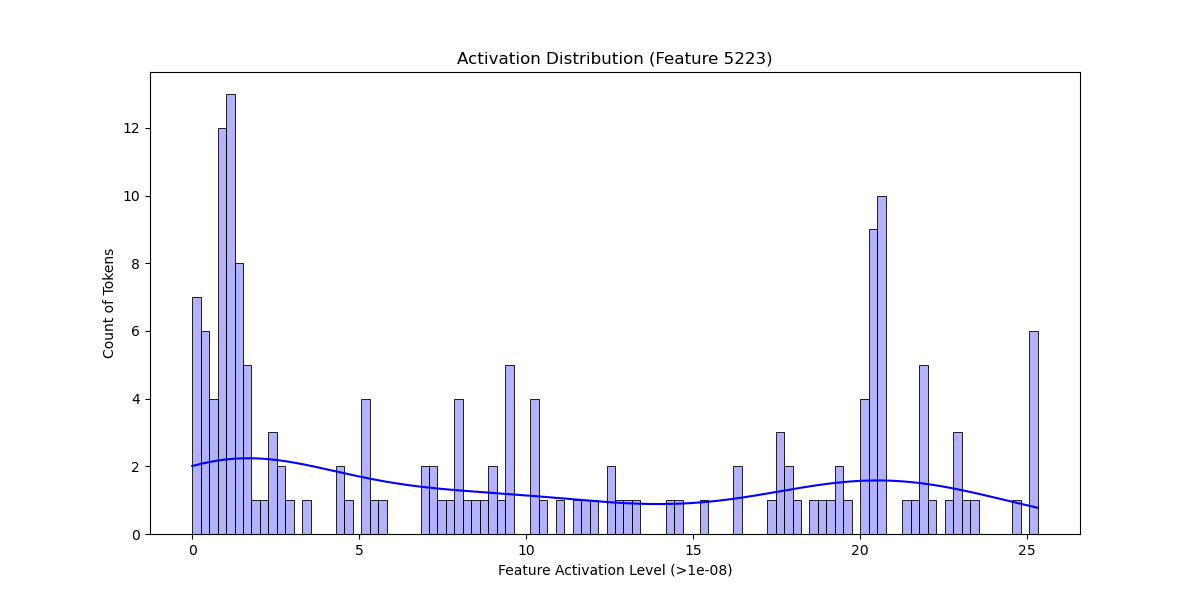 Activation Distribution (Feature 5223)
Count of Tokens
12
10
8
6
4
2
0
0 5 10 15 20 25
Feature Activation Level (>1e-08)